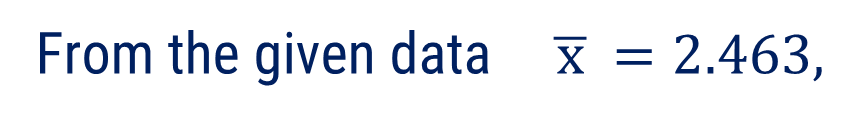 From the given data x̅ = 2.463,